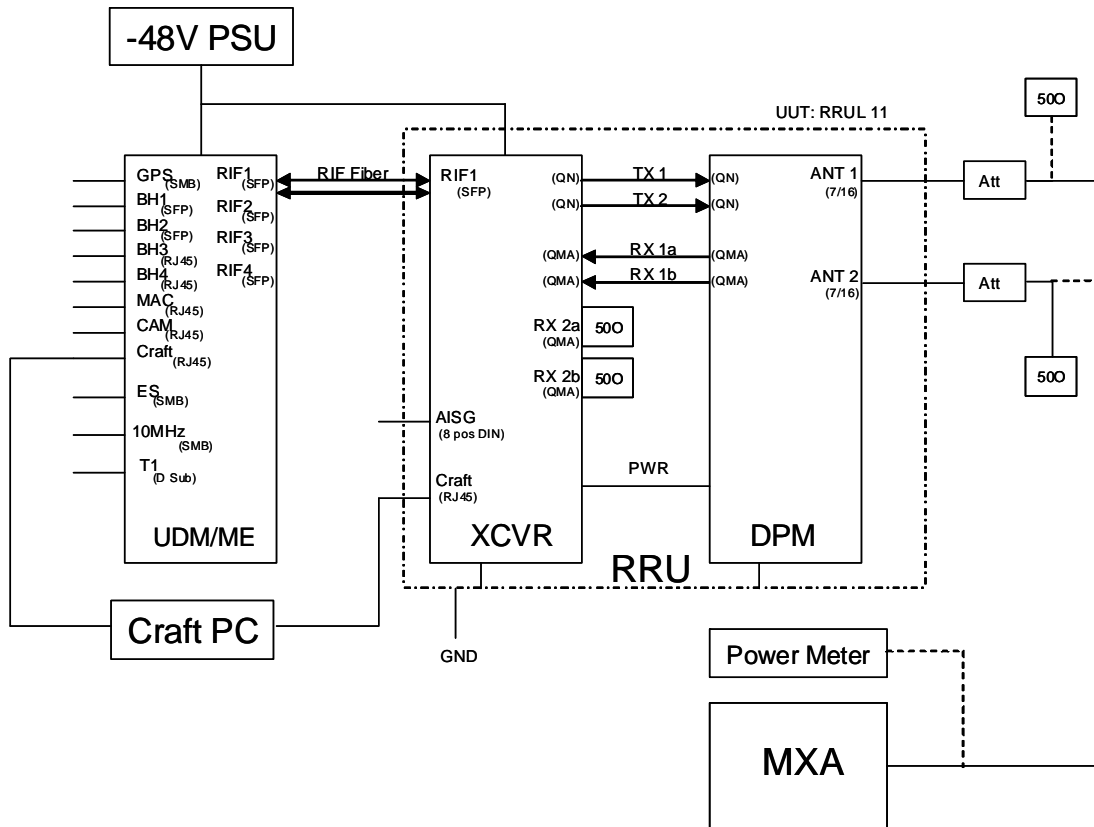 -48V PSU
UUT: RRUL 11
50O
GPS
(SMB)
BH1
(SFP)
BH2
(SFP)
BH3
(RJ45)
BH4
(RJ45)
MAC
(RJ45)
CAM
(RJ45)
Craft
(RJ45)
ES
(SMB)
10MHz
(SMB)
T1
(D Sub)
RIF1
(SFP)
RIF2
(SFP)
RIF3
(SFP)
RIF4
(SFP)
UDM/ME
RIF Fiber
RIF1
(SFP)
(QN)
(QN)
(QMA)
(QMA)
RX 2a
(QMA)
RX 2b
(QMA)
50O
50O
AISG
(8 pos DIN)
Craft
(RJ45)
XCVR
TX 1
TX 2
RX 1a
RX 1b
PWR
(QN)
(QN)
(QMA)
(QMA)
ANT 1
(7/16)
ANT 2
(7/16)
DPM
RRU
Att
Att
50O
Craft PC
GND
Power Meter
MXA